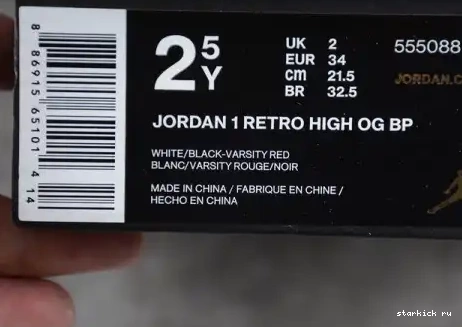 2 5 Y
UK 2
EUR 34
cm 21.5
BR 32.5
555088
JORDAN.C
JORDAN 1 RETRO HIGH OG BP
WHITE/BLACK-VARSITY RED
BLANC/VARSITY ROUGE/NOIR
MADE IN CHINA / FABRIQUE EN CHINE /
HECHO EN CHINA
8 86915 65101 4 14
starkick ru